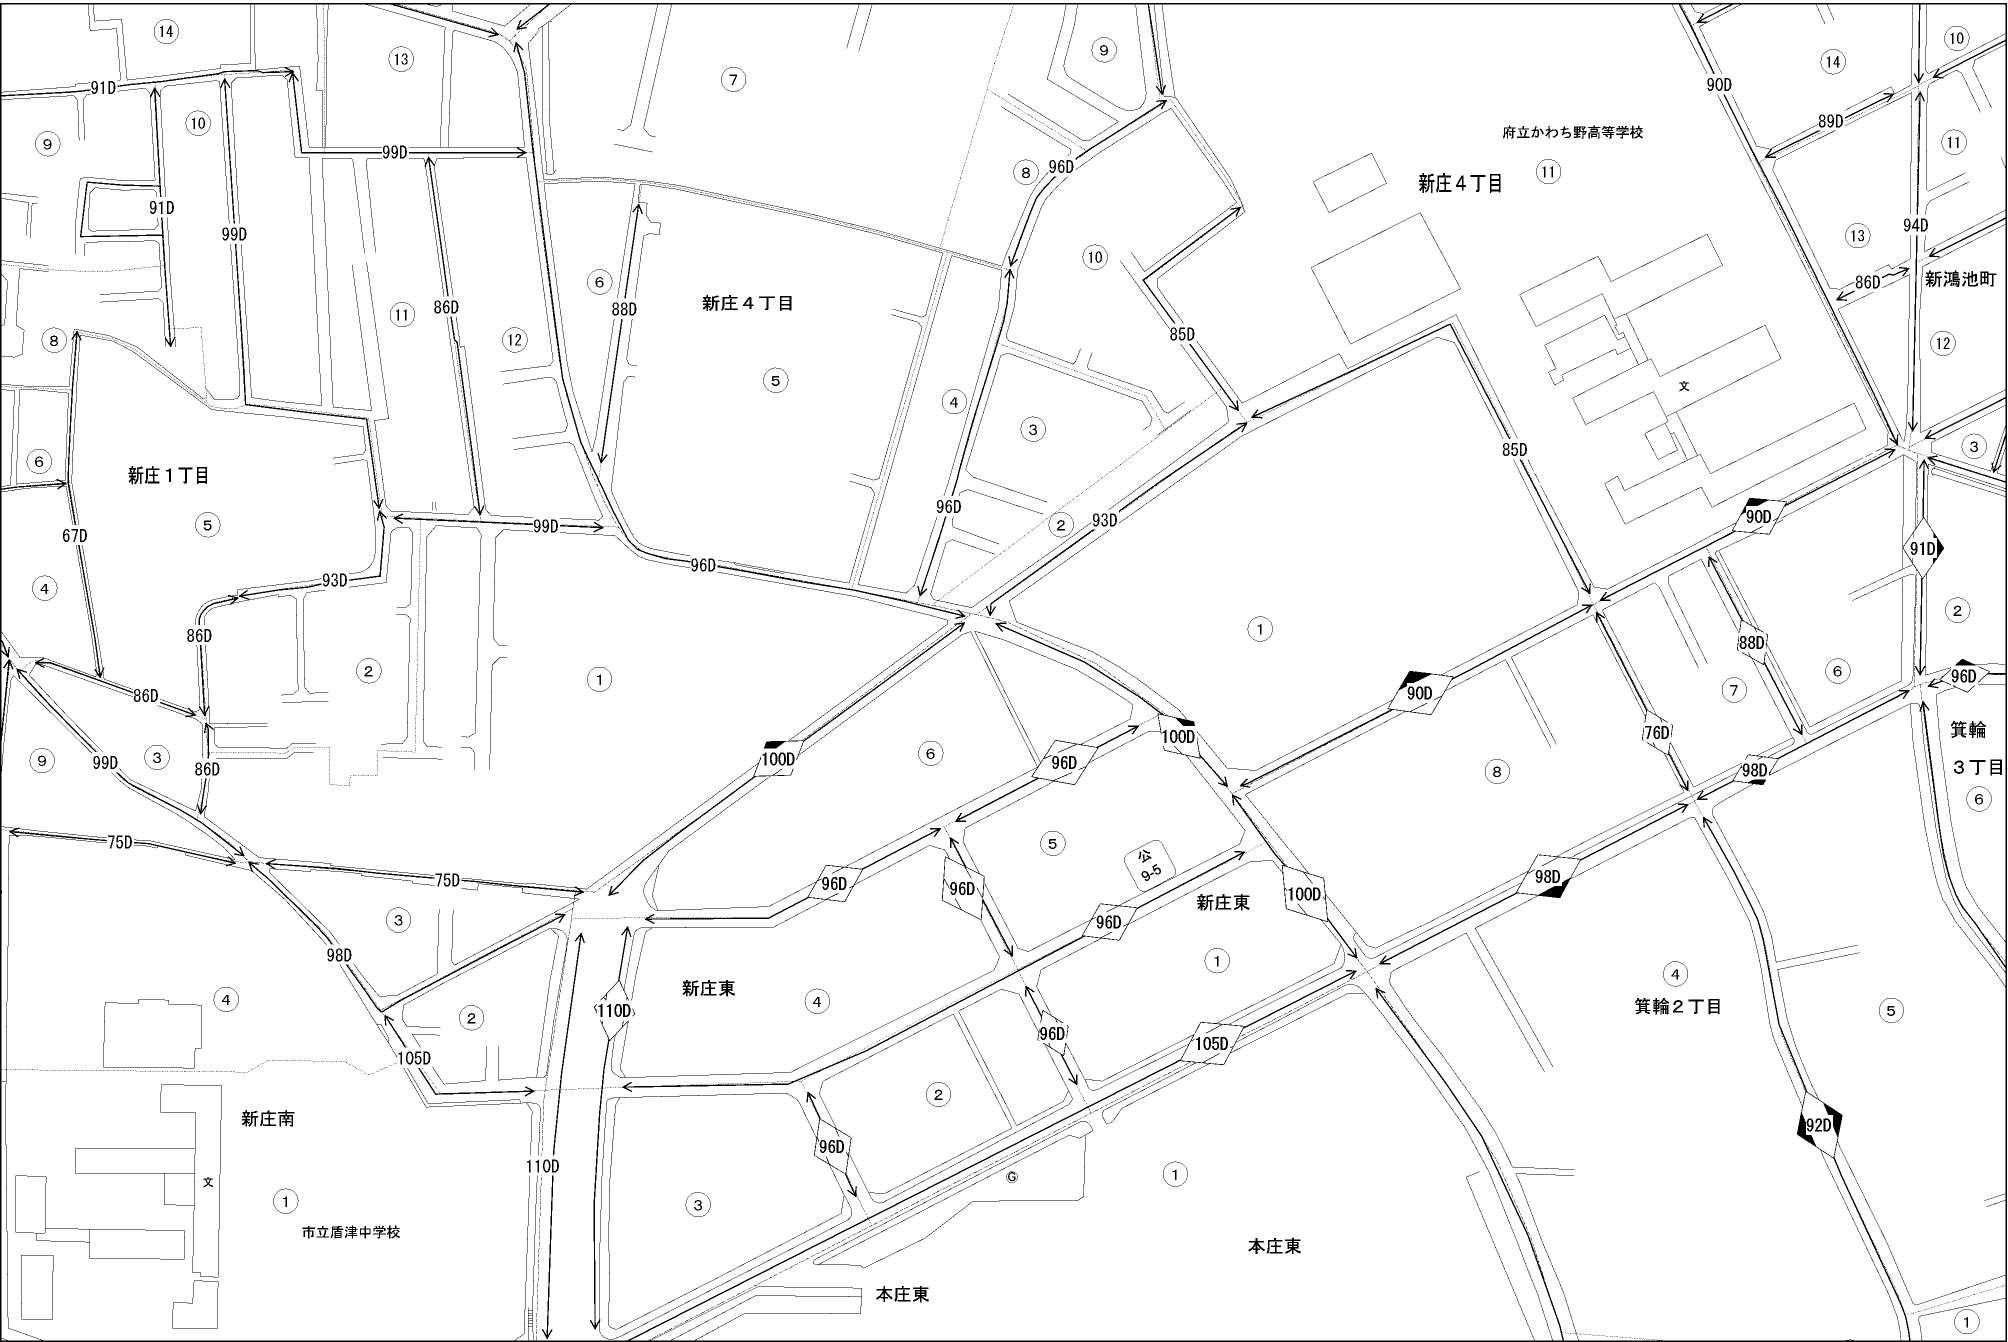 14
13
7
9
14
10
91D
90D
10
9
99D
96D
8
府立かわち野高等学校
11
89D
11
新庄4丁目
91D
99D
6
10
13
94D
新庄4丁目
88D
86D
11
86D
新鴻池町
8
12
85D
12
5
4
3
85D
3
6
新庄1丁目
5
67D
99D
96D
2
93D
90D
91D
4
93D
96D
86D
1
2
88D
2
1
6
7
86D
90D
96D
76D
箕輪
3丁目
9
3
99D
86D
100D
6
96D
100D
8
98D
6
75D
5
公
9-5
75D
96D
96D
98D
100D
3
96D
新庄東
98D
新庄東
1
4
4
4
5
箕輪2丁目
2
110D
96D
105D
105D
2
新庄南
96D
92D
110D
文
1
G
1
3
市立盾津中学校
本庄東
本庄東
1
文